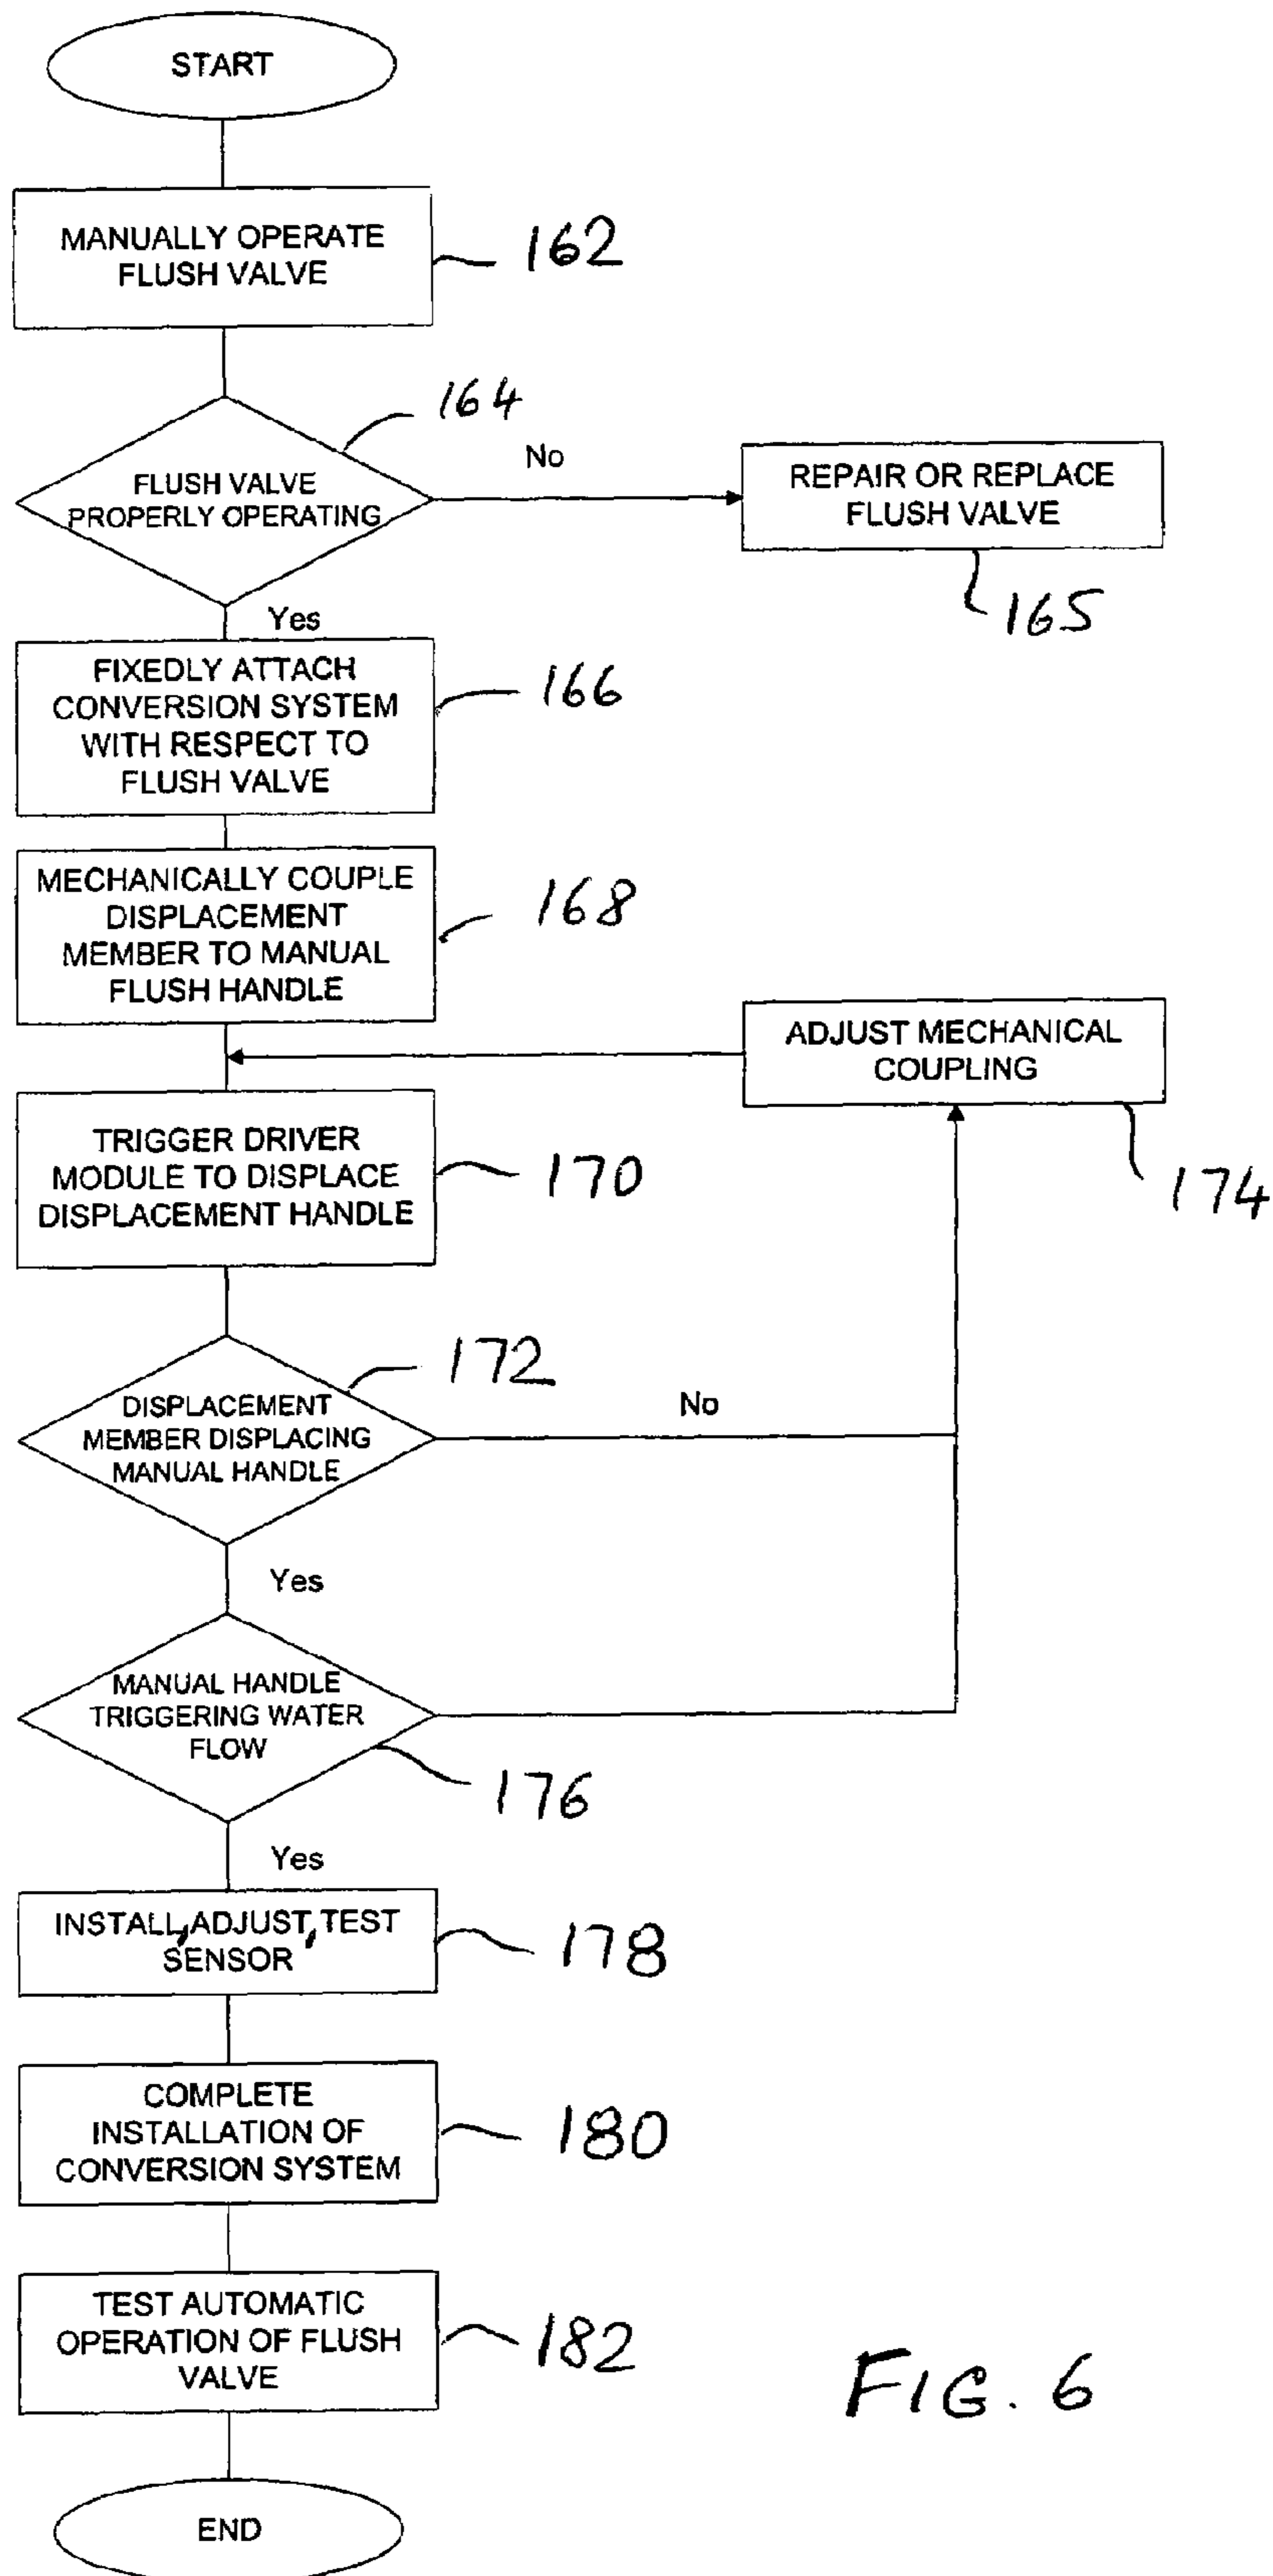 START
MANUALLY OPERATE
FLUSH VALVE
162
164
FLUSH VALVE
PROPERLY OPERATING
No
REPAIR OR REPLACE
FLUSH VALVE
165
Yes
FIXEDLY ATTACH
CONVERSION SYSTEM
WITH RESPECT TO
FLUSH VALVE
166
MECHANICALLY COUPLE
DISPLACEMENT
MEMBER TO MANUAL
FLUSH HANDLE
168
ADJUST MECHANICAL
COUPLING
174
TRIGGER DRIVER
MODULE TO DISPLACE
DISPLACEMENT HANDLE
170
172
DISPLACEMENT
MEMBER DISPLACING
MANUAL HANDLE
No
Yes
MANUAL HANDLE
TRIGGERING WATER
FLOW
176
Yes
INSTALL, ADJUST, TEST
SENSOR
178
COMPLETE
INSTALLATION OF
CONVERSION SYSTEM
180
TEST AUTOMATIC
OPERATION OF FLUSH
VALVE
182
END
FIG. 6